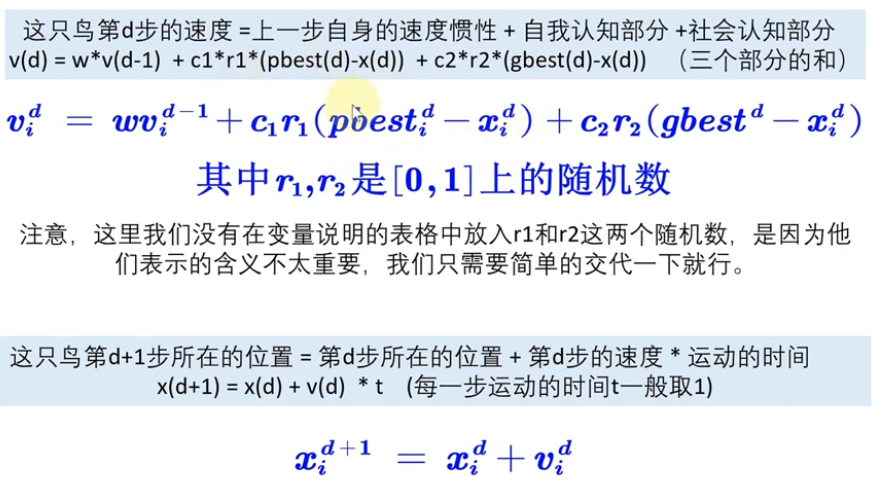 这只鸟第d步的速度 =上一步自身的速度惯性 + 自我认知部分 +社会认知部分
v(d) = w*v(d-1) + c1*r1*(pbest(d)-x(d)) + c2*r2*(gbest(d)-x(d)) （三个部分的和）
v_i^d = wv_i^{d-1} + c_1r_1(pbest_i^d − x_i^d) + c_2r_2(gbest^d − x_i^d)
其中r_1,r_2是[0,1]上的随机数
注意，这里我们没有在变量说明的表格中放入r1和r2这两个随机数，是因为他
们表示的含义不太重要，我们只需要简单的交代一下就行。
这只鸟第d+1步所在的位置 = 第d步所在的位置 + 第d步的速度 * 运动的时间
x(d+1) = x(d) + v(d) * t (每一步运动的时间t一般取1)
x_i^{d+1} = x_i^d + v_i^d